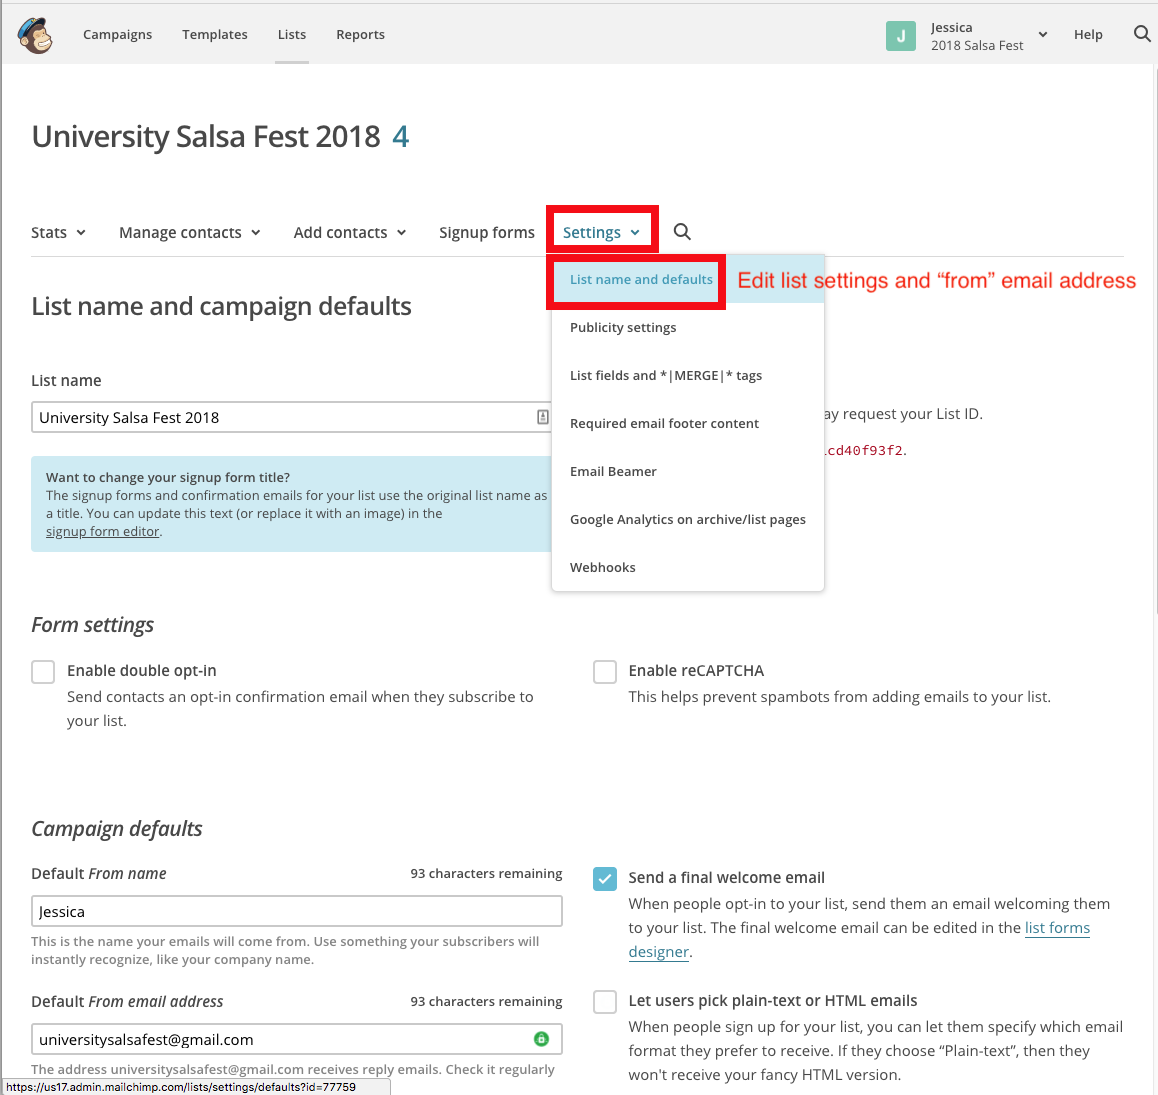 Campaigns Templates Lists Reports
J
Jessica
2018 Salsa Fest
Help
University Salsa Fest 2018 4
Stats Manage contacts Add contacts Signup forms Settings
List name and defaults
Edit list settings and “from” email address
Publicity settings
List fields and *|MERGE|* tags
Required email footer content
Email Beamer
Google Analytics on archive/list pages
Webhooks
List name and campaign defaults
List name
University Salsa Fest 2018
Want to change your signup form title?
The signup forms and confirmation emails for your list use the original list name as
a title. You can update this text (or replace it with an image) in the
signup form editor.
request your List ID.
cd40f93f2.
Form settings
Enable double opt-in
Send contacts an opt-in confirmation email when they subscribe to
your list.
Enable reCAPTCHA
This helps prevent spambots from adding emails to your list.
Campaign defaults
Default From name 93 characters remaining
Jessica
This is the name your emails will come from. Use something your subscribers will
instantly recognize, like your company name.
Default From email address 93 characters remaining
universitysalsafest@gmail.com
The address universitysalsafest@gmail.com receives reply emails. Check it regularly
Send a final welcome email
When people opt-in to your list, send them an email welcoming them
to your list. The final welcome email can be edited in the list forms
designer.
Let users pick plain-text or HTML emails
When people sign up for your list, you can let them specify which email
format they prefer to receive. If they choose “Plain-text”, then they
won't receive your fancy HTML version.
https://us17.admin.mailchimp.com/lists/settings/defaults?id=77759